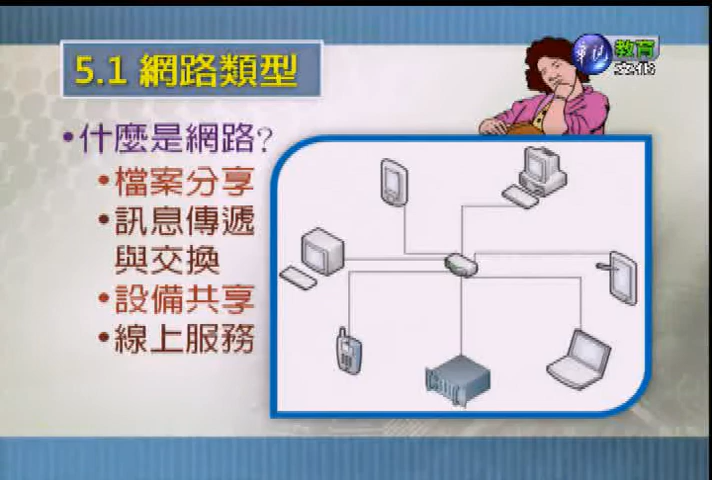 5.1 網路類型
華視
教育
文化
•什麼是網路?
•檔案分享
•訊息傳遞
與交換
•設備共享
•線上服務